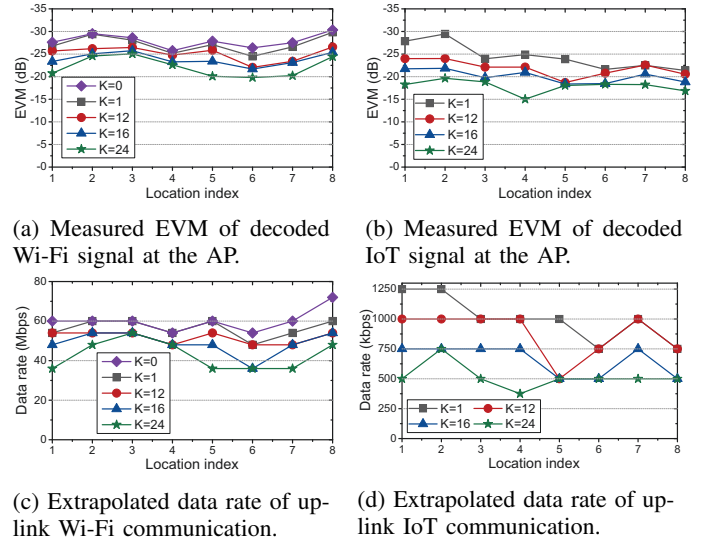 -35
-30
-25
-20
-15
-10
-5
-0
EVM (dB)
K=0
K=1
K=12
K=16
K=24
1 2 3 4 5 6 7 8
Location index
(a) Measured EVM of decoded
Wi-Fi signal at the AP.
-35
-30
-25
-20
-15
-10
-5
-0
EVM (dB)
K=1
K=12
K=16
K=24
1 2 3 4 5 6 7 8
Location index
(b) Measured EVM of decoded
IoT signal at the AP.
80
60
40
20
0
Data rate (Mbps)
K=0
K=1
K=12
K=16
K=24
1 2 3 4 5 6 7 8
Location index
(c) Extrapolated data rate of up-
link Wi-Fi communication.
1250
1000
750
500
250
0
Data rate (kbps)
K=1 K=12
K=16 K=24
1 2 3 4 5 6 7 8
Location index
(d) Extrapolated data rate of up-
link IoT communication.